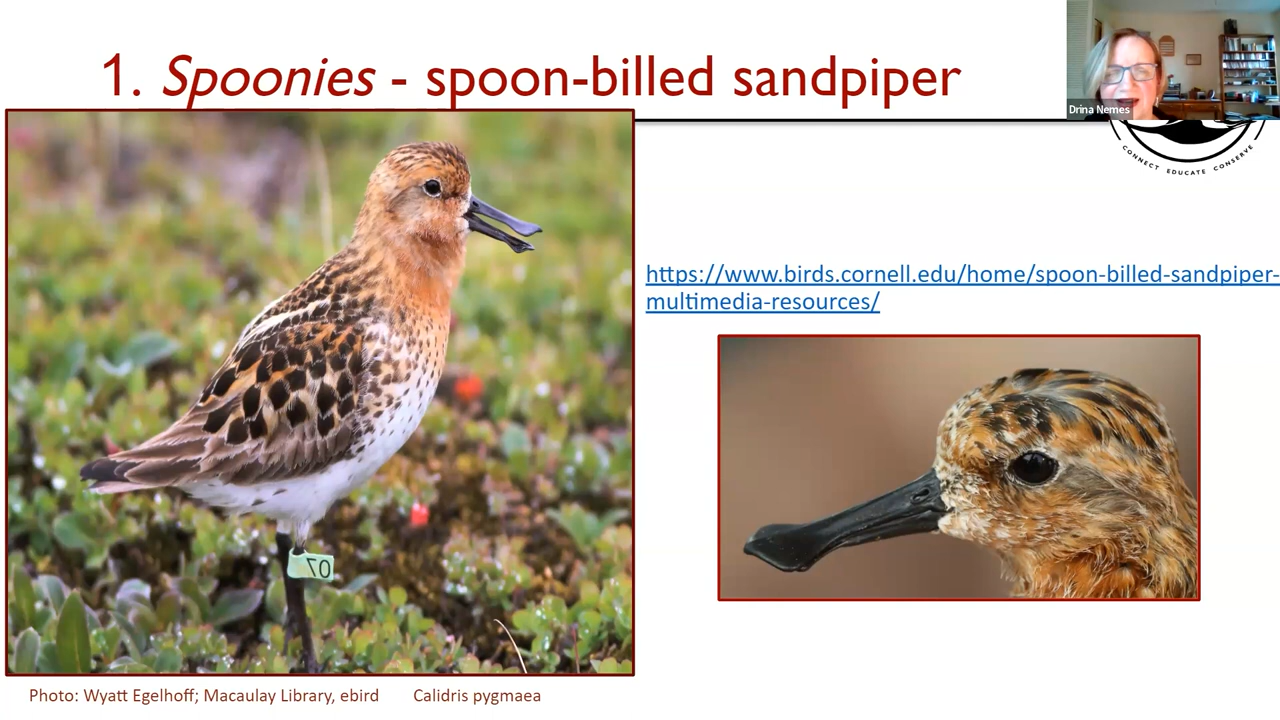 1. Spoonies - spoon-billed sandpiper
Drina Nemes
CONNECT EDUCATE CONSERVE
https://www.birds.cornell.edu/home/spoon-billed-sandpiper-
multimedia-resources/
07
Photo: Wyatt Egelhoff; Macaulay Library, ebird
Calidris pygmaea